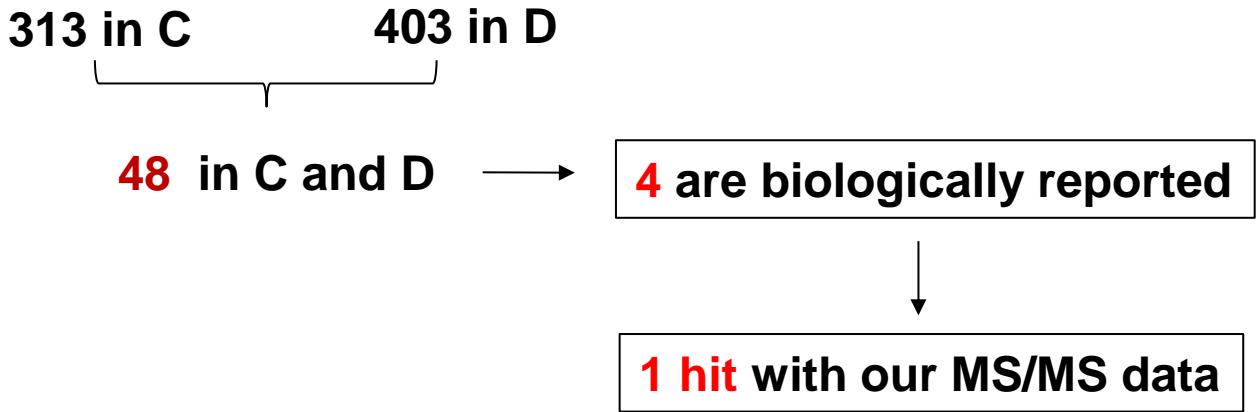 313 in C
403 in D
48 in C and D
4 are biologically reported
1 hit with our MS/MS data